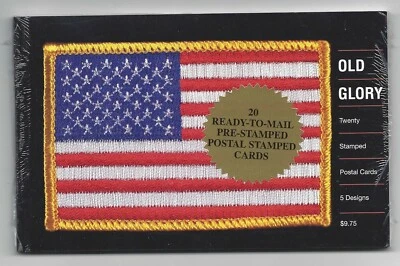 OLD
GLORY
Twenty
Stamped
Postal Cards
5 Designs
$9.75
20
READY-TO-MAIL
PRE-STAMPED
POSTAL STAMPED
CARDS